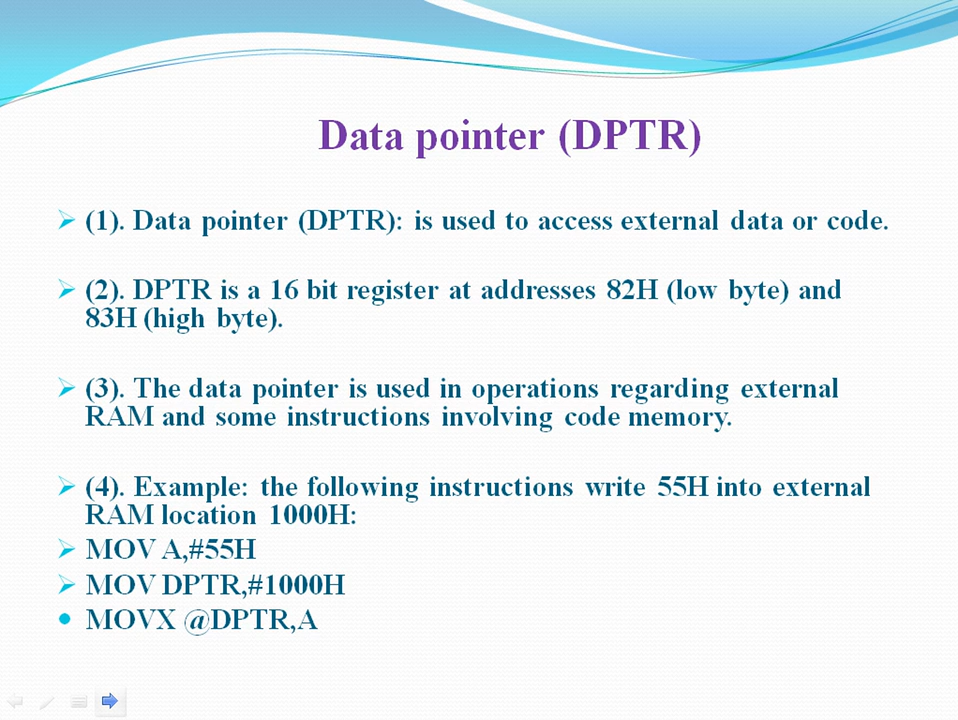 Data pointer (DPTR)
(1). Data pointer (DPTR): is used to access external data or code.
(2). DPTR is a 16 bit register at addresses 82H (low byte) and
83H (high byte).
(3). The data pointer is used in operations regarding external
RAM and some instructions involving code memory.
(4). Example: the following instructions write 55H into external
RAM location 1000H:
MOV A,#55H
MOV DPTR,#1000H
MOVX @DPTR,A